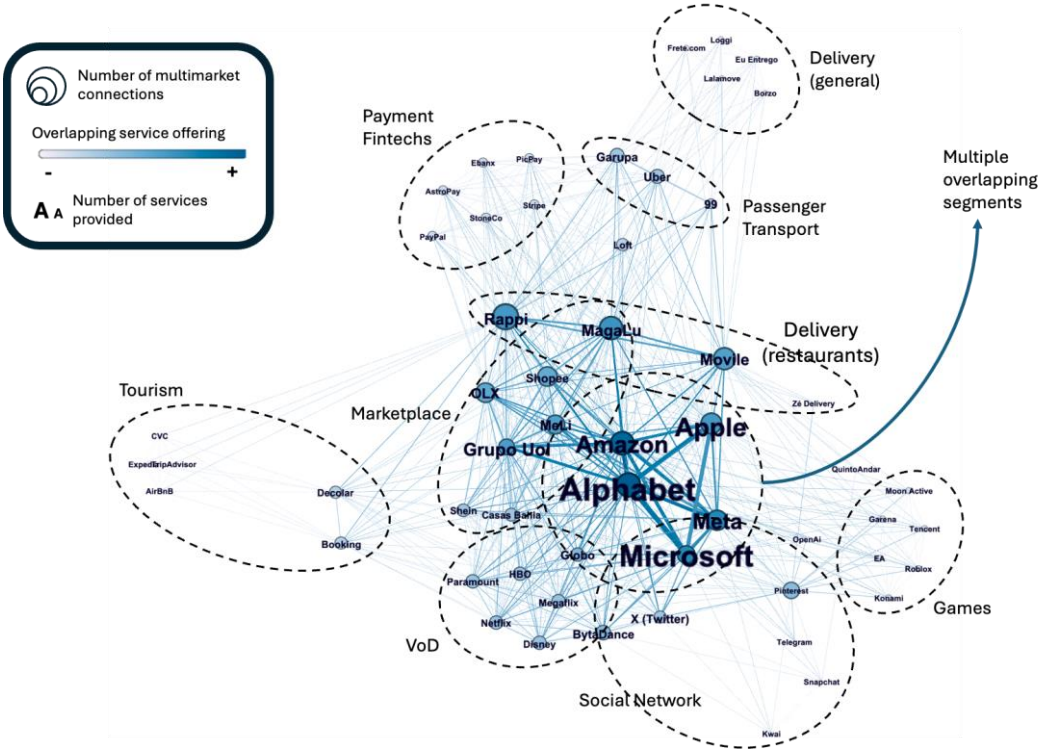 Number of multimarket
connections
Overlapping service offering
-
+
A A
Number of services
provided
Delivery
(general)
Loggi
Frete.com
Eu Entrego
Lalamove
Borzo
Payment
Fintechs
Ebanx
PicPay
AstroPay
Stripe
StoneCo
PayPal
Garupa
Uber
99
Passenger
Transport
Loft
Multiple
overlapping
segments
Rappi
MagaLu
Movile
Delivery
(restaurants)
Zé Delivery
Tourism
CVC
Expedia
TripAdvisor
AirBnB
Decolar
Booking
Marketplace
Shopee
OLX
MeLi
Grupo Uol
Shein
Casas Bahia
Amazon
Apple
Alphabet
Meta
Microsoft
QuintoAndar
OpenAi
Moon Active
Garena
Tencent
EA
Roblox
Konami
Games
Globo
HBO
Paramount
Megaflix
Netflix
Disney
BytaDance
VoD
X (Twitter)
Pinterest
Telegram
Snapchat
Kwai
Social Network